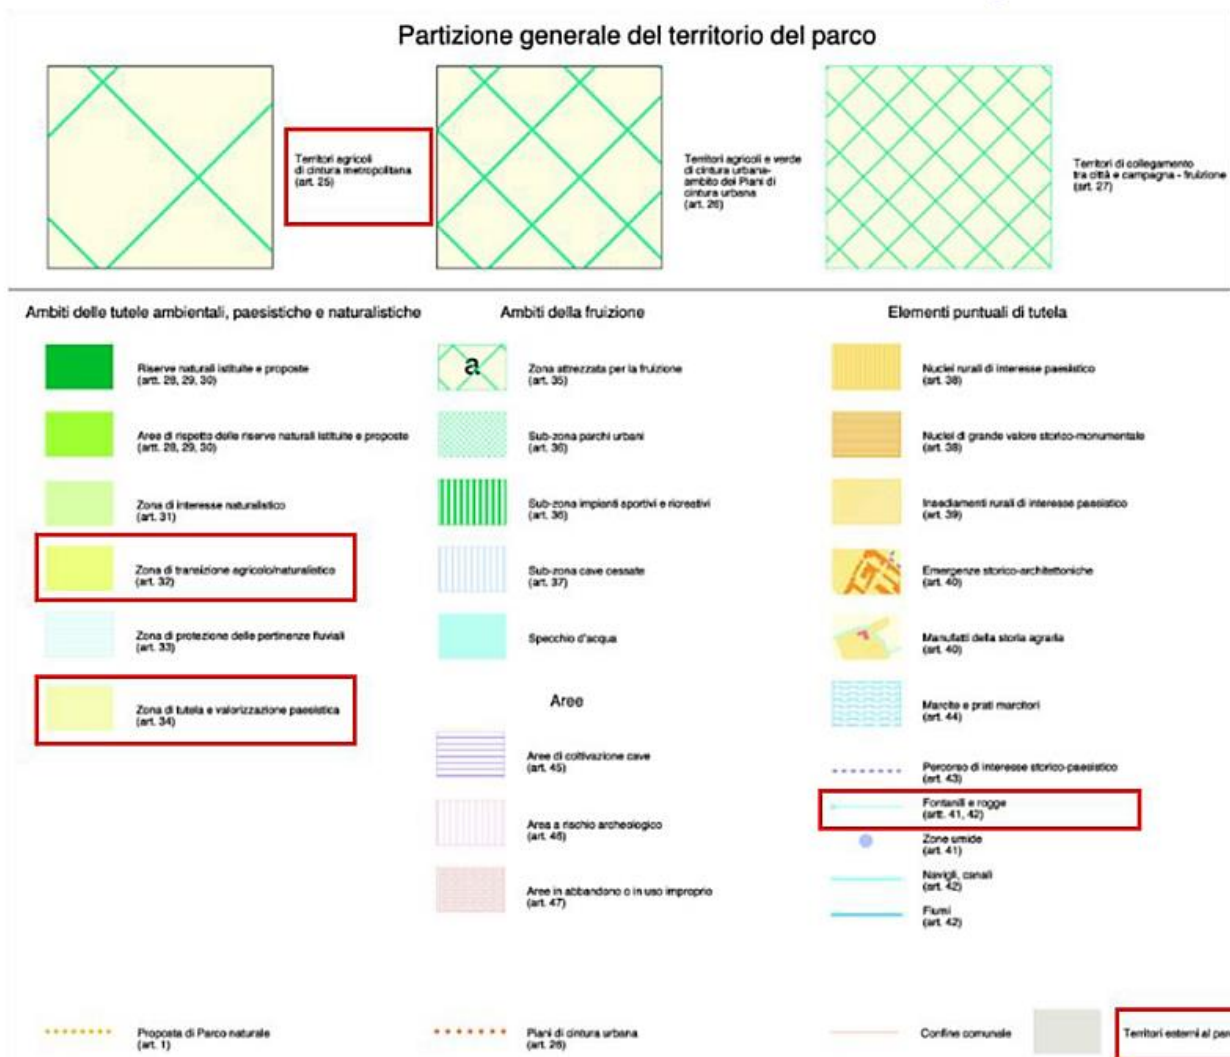 Partizione generale del territorio del parco
Territori agricoli
di cintura metropolitana
(art. 25)
Territori agricoli e verde
di cintura urbana-
ambito dei Piani di
cintura urbana
(art. 26)
Territori di collegamento
tra città e campagna - fruizione
(art. 27)
Ambiti delle tutele ambientali, paesistiche e naturalistiche
Riserve naturali istituite e proposte
(artt. 28, 29, 30)
Aree di rispetto delle riserve naturali istituite e proposte
(artt. 28, 29, 30)
Zona di interesse naturalistico
(art. 31)
Zona di transizione agricolo/naturalistico
(art. 32)
Zona di protezione delle pertinenze fluviali
(art. 33)
Zona di tutela e valorizzazione paesistica
(art. 34)
Ambiti della fruizione
a
Zona attrezzata per la fruizione
(art. 35)
Sub-zona parchi urbani
(art. 36)
Sub-zona impianti sportivi e ricreativi
(art. 36)
Sub-zona cave cessate
(art. 37)
Specchio d'acqua
Aree
Aree di coltivazione cave
(art. 45)
Area a rischio archeologico
(art. 46)
Aree in abbandono o in uso improprio
(art. 47)
Elementi puntuali di tutela
Nuclei rurali di interesse paesistico
(art. 38)
Nuclei di grande valore storico-monumentale
(art. 38)
Insediamenti rurali di interesse paesistico
(art. 39)
Emergenze storico-architettoniche
(art. 40)
Manufatti della storia agraria
(art. 40)
Marcite e prati marcitori
(art. 44)
Percorso di interesse storico-paesistico
(art. 43)
Fontanili e rogge
(artt. 41, 42)
Zone umide
(art. 41)
Navigli, canali
(art. 42)
Fiumi
(art. 42)
Proposta di Parco naturale
(art. 1)
Piani di cintura urbana
(art. 26)
Confine comunale
Territori esterni al par